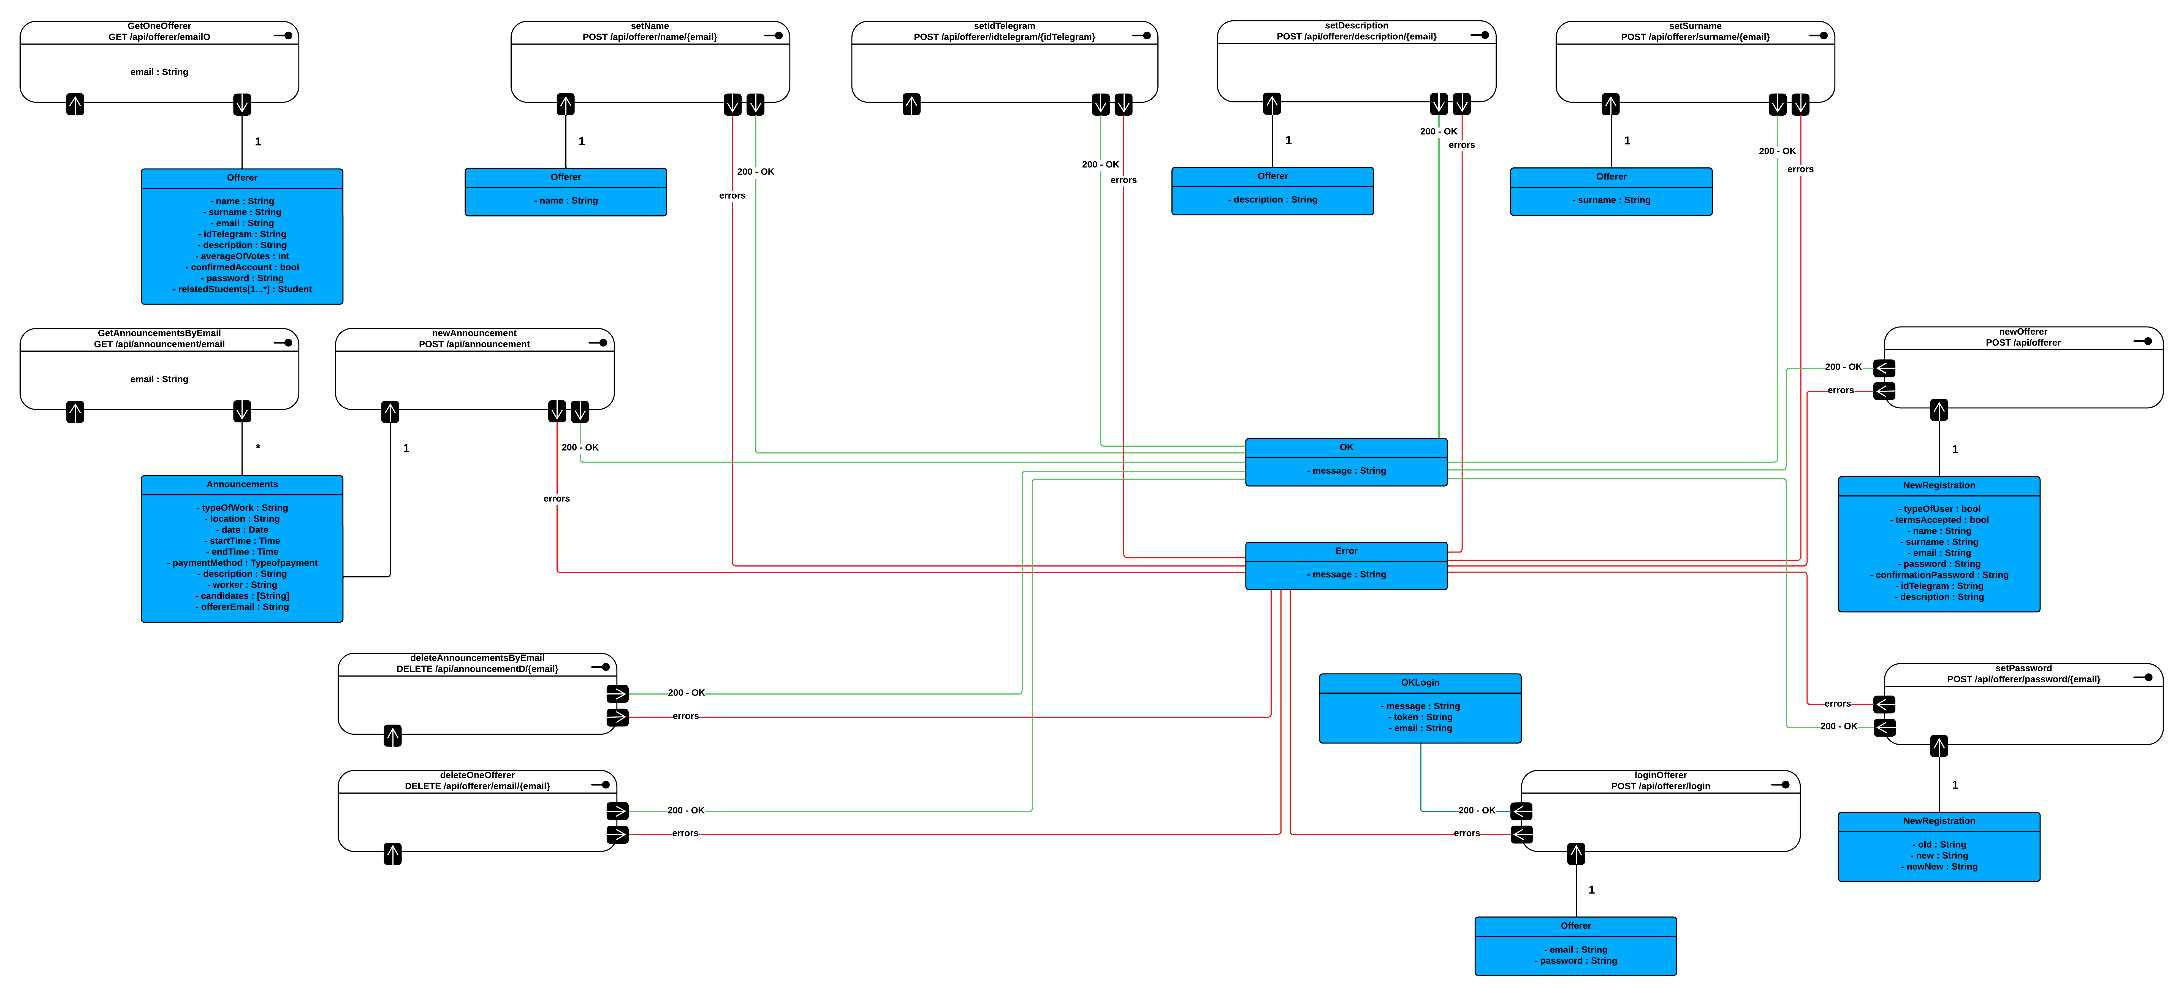 GetOneOfferer
GET /api/offerer/emailO
email : String
1
Offerer
- name : String
- surname : String
- email : String
- idTelegram : String
- description : String
- averageOfVotes : int
- confirmedAccount : bool
- password : String
- relatedStudents[1...*] : Student
setName
POST /api/offerer/name/{email}
1
Offerer
- name : String
errors
200 - OK
setIdTelegram
POST /api/offerer/idtelegram/{idTelegram}
200 - OK
errors
setDescription
POST /api/offerer/description/{email}
1
Offerer
- description : String
200 - OK
errors
setSurname
POST /api/offerer/surname/{email}
1
Offerer
- surname : String
200 - OK
errors
GetAnnouncementsByEmail
GET /api/announcement/email
email : String
*
Announcements
- typeOfWork : String
- location : String
- date : Date
- startTime : Time
- endTime : Time
- paymentMethod : Typeofpayment
- description : String
- worker : String
- candidates : [String]
- offererEmail : String
newAnnouncement
POST /api/announcement
1
200 - OK
errors
OK
- message : String
Error
- message : String
newOfferer
POST /api/offerer
200 - OK
errors
1
NewRegistration
- typeOfUser : bool
- termsAccepted : bool
- name : String
- surname : String
- email : String
- password : String
- confirmationPassword : String
- idTelegram : String
- description : String
deleteAnnouncementsByEmail
DELETE /api/announcementD/{email}
200 - OK
errors
deleteOneOfferer
DELETE /api/offerer/email/{email}
200 - OK
errors
OKLogin
- message : String
- token : String
- email : String
loginOfferer
POST /api/offerer/login
200 - OK
errors
1
Offerer
- email : String
- password : String
setPassword
POST /api/offerer/password/{email}
errors
200 - OK
1
NewRegistration
- old : String
- new : String
- newNew : String